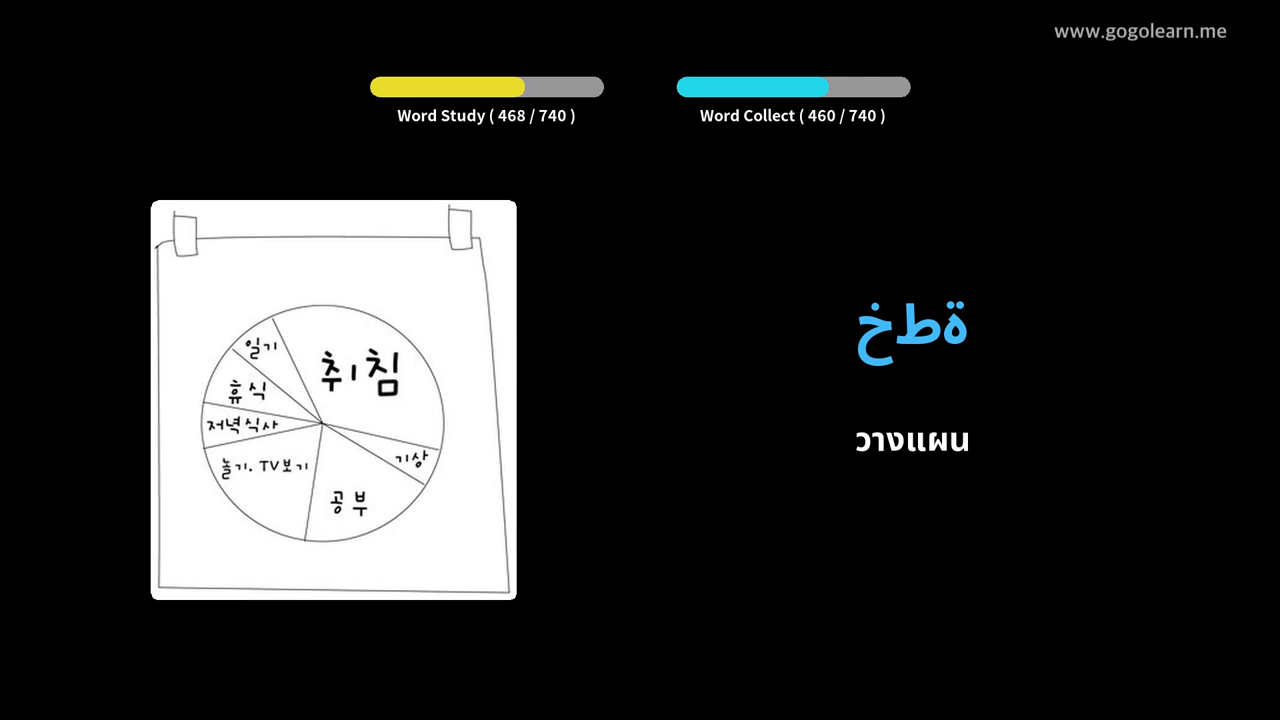 www.gogolearn.me
Word Study ( 468 / 740 )
Word Collect ( 460 / 740 )
일기
취침
휴식
저녁식사
기상
놀기. TV보기
공부
ةطخ
วางแผน